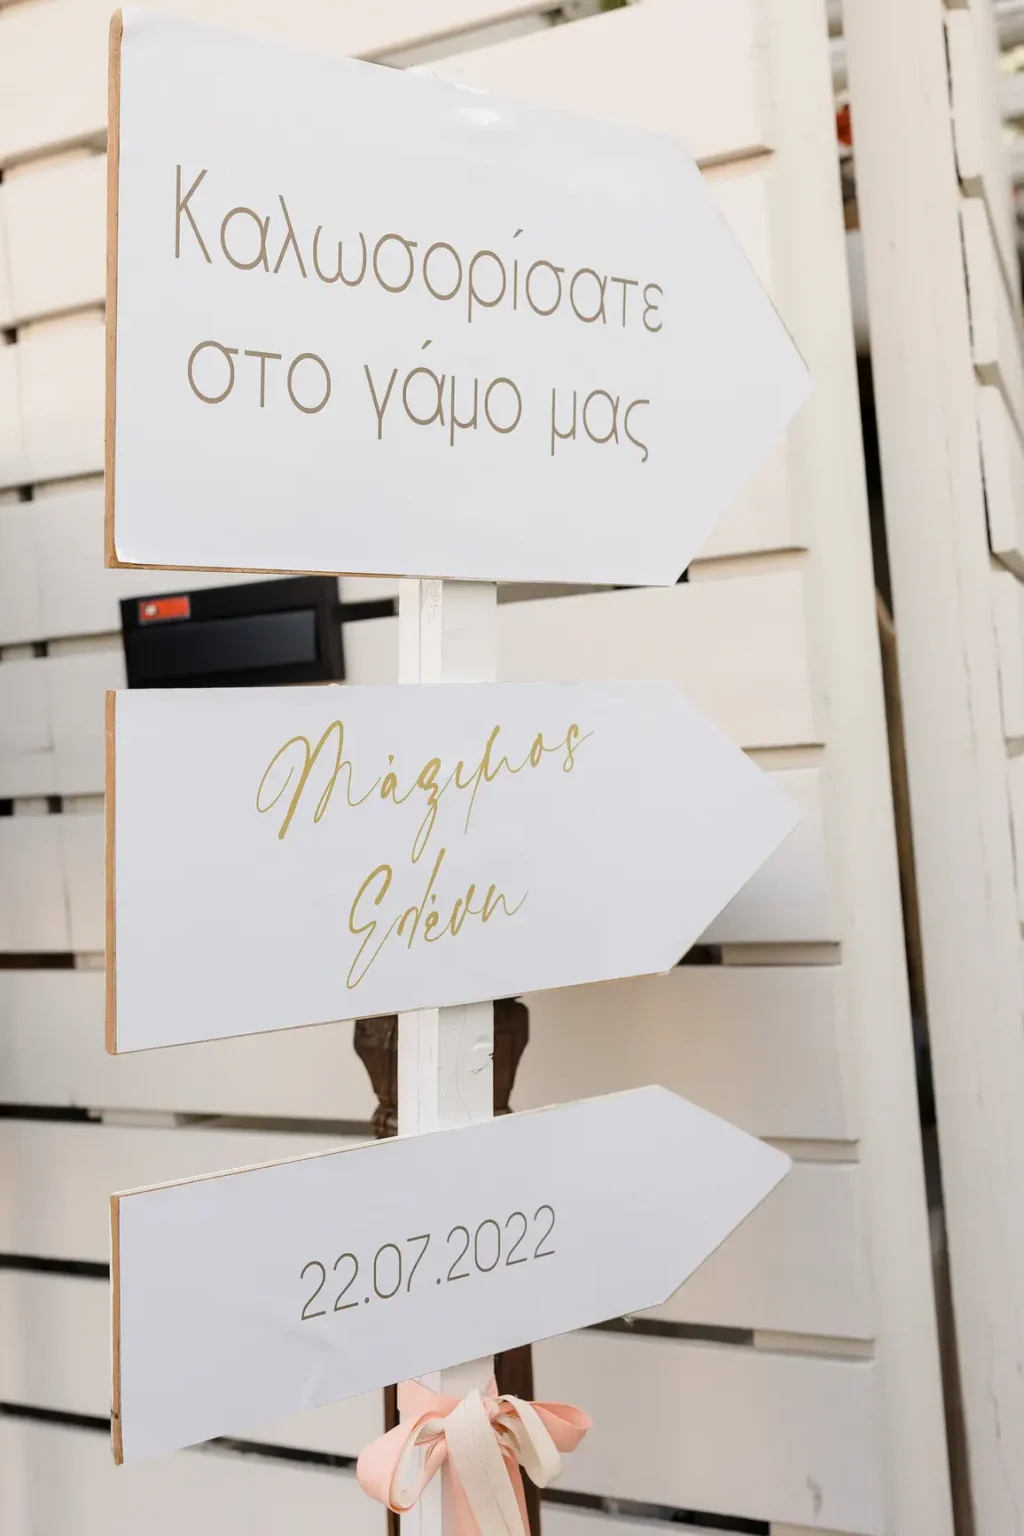 Καλωσορίσατε
στο γάμο μας
Μάξιμος
Ελένη
22.07.2022